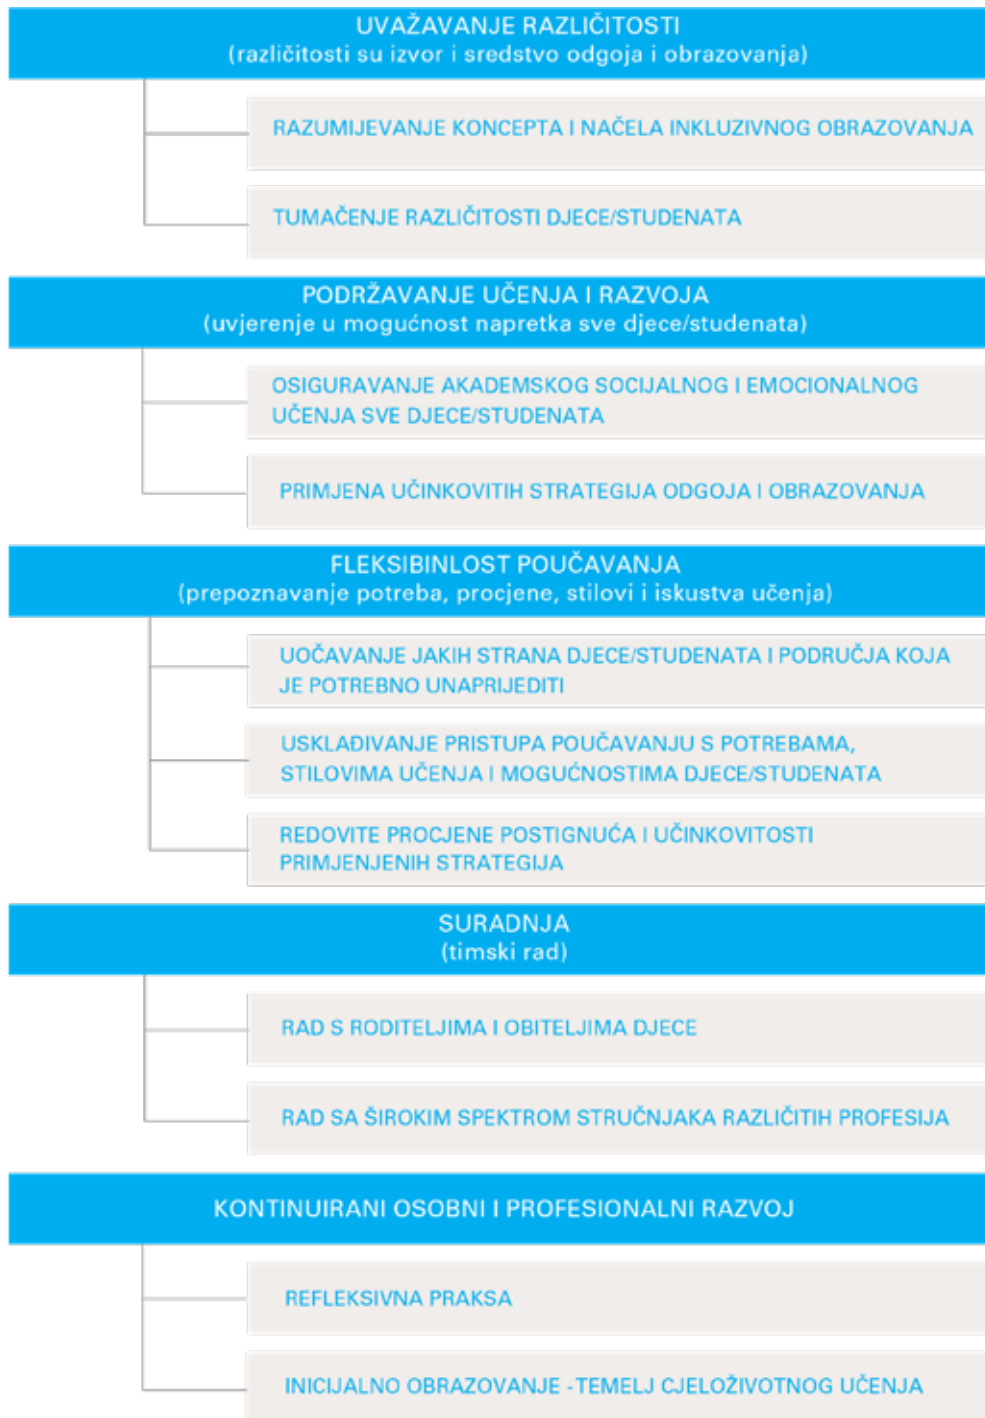 UVAŽAVANJE RAZLIČITOSTI
(različitosti su izvor i sredstvo odgoja i obrazovanja)
RAZUMIJEVANJE KONCEPTA I NAČELA INKLUZIVNOG OBRAZOVANJA
TUMAČENJE RAZLIČITOSTI DJECE/STUDENATA
PODRŽAVANJE UČENJA I RAZVOJA
(uvjerenje u mogućnost napretka sve djece/studenata)
OSIGURAVANJE AKADEMSKOG SOCIJALNOG I EMOCIONALNOG
UČENJA SVE DJECE/STUDENATA
PRIMJENA UČINKOVITIH STRATEGIJA ODGOJA I OBRAZOVANJA
FLEKSIBINLOST POUČAVANJA
(prepoznavanje potreba, procjene, stilovi i iskustva učenja)
UOČAVANJE JAKIH STRANA DJECE/STUDENATA I PODRUČJA KOJA
JE POTREBNO UNAPRIJEDITI
USKLAĐIVANJE PRISTUPA POUČAVANJU S POTREBAMA,
STILOVIMA UČENJA I MOGUĆNOSTIMA DJECE/STUDENATA
REDOVITE PROCJENE POSTIGNUĆA I UČINKOVITOSTI
PRIMJENJENIH STRATEGIJA
SURADNJA
(timski rad)
RAD S RODITELJIMA I OBITELJIMA DJECE
RAD SA ŠIROKIM SPEKTROM STRUČNJAKA RAZLIČITIH PROFESIJA
KONTINUIRANI OSOBNI I PROFESIONALNI RAZVOJ
REFLEKSIVNA PRAKSA
INICIJALNO OBRAZOVANJE -TEMELJ CJELOŽIVOTNOG UČENJA